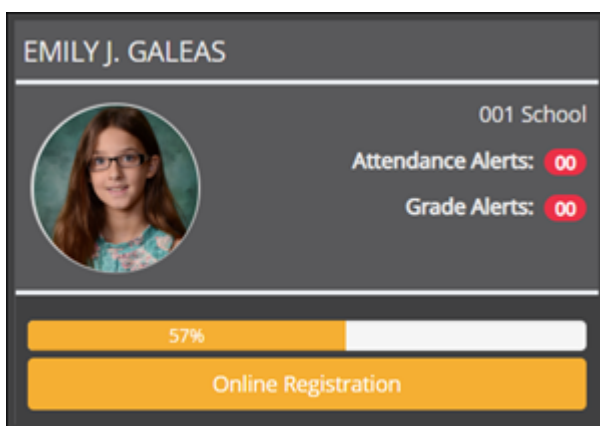 EMILY J. GALEAS
001 School
Attendance Alerts: 00
Grade Alerts: 00
57%
Online Registration